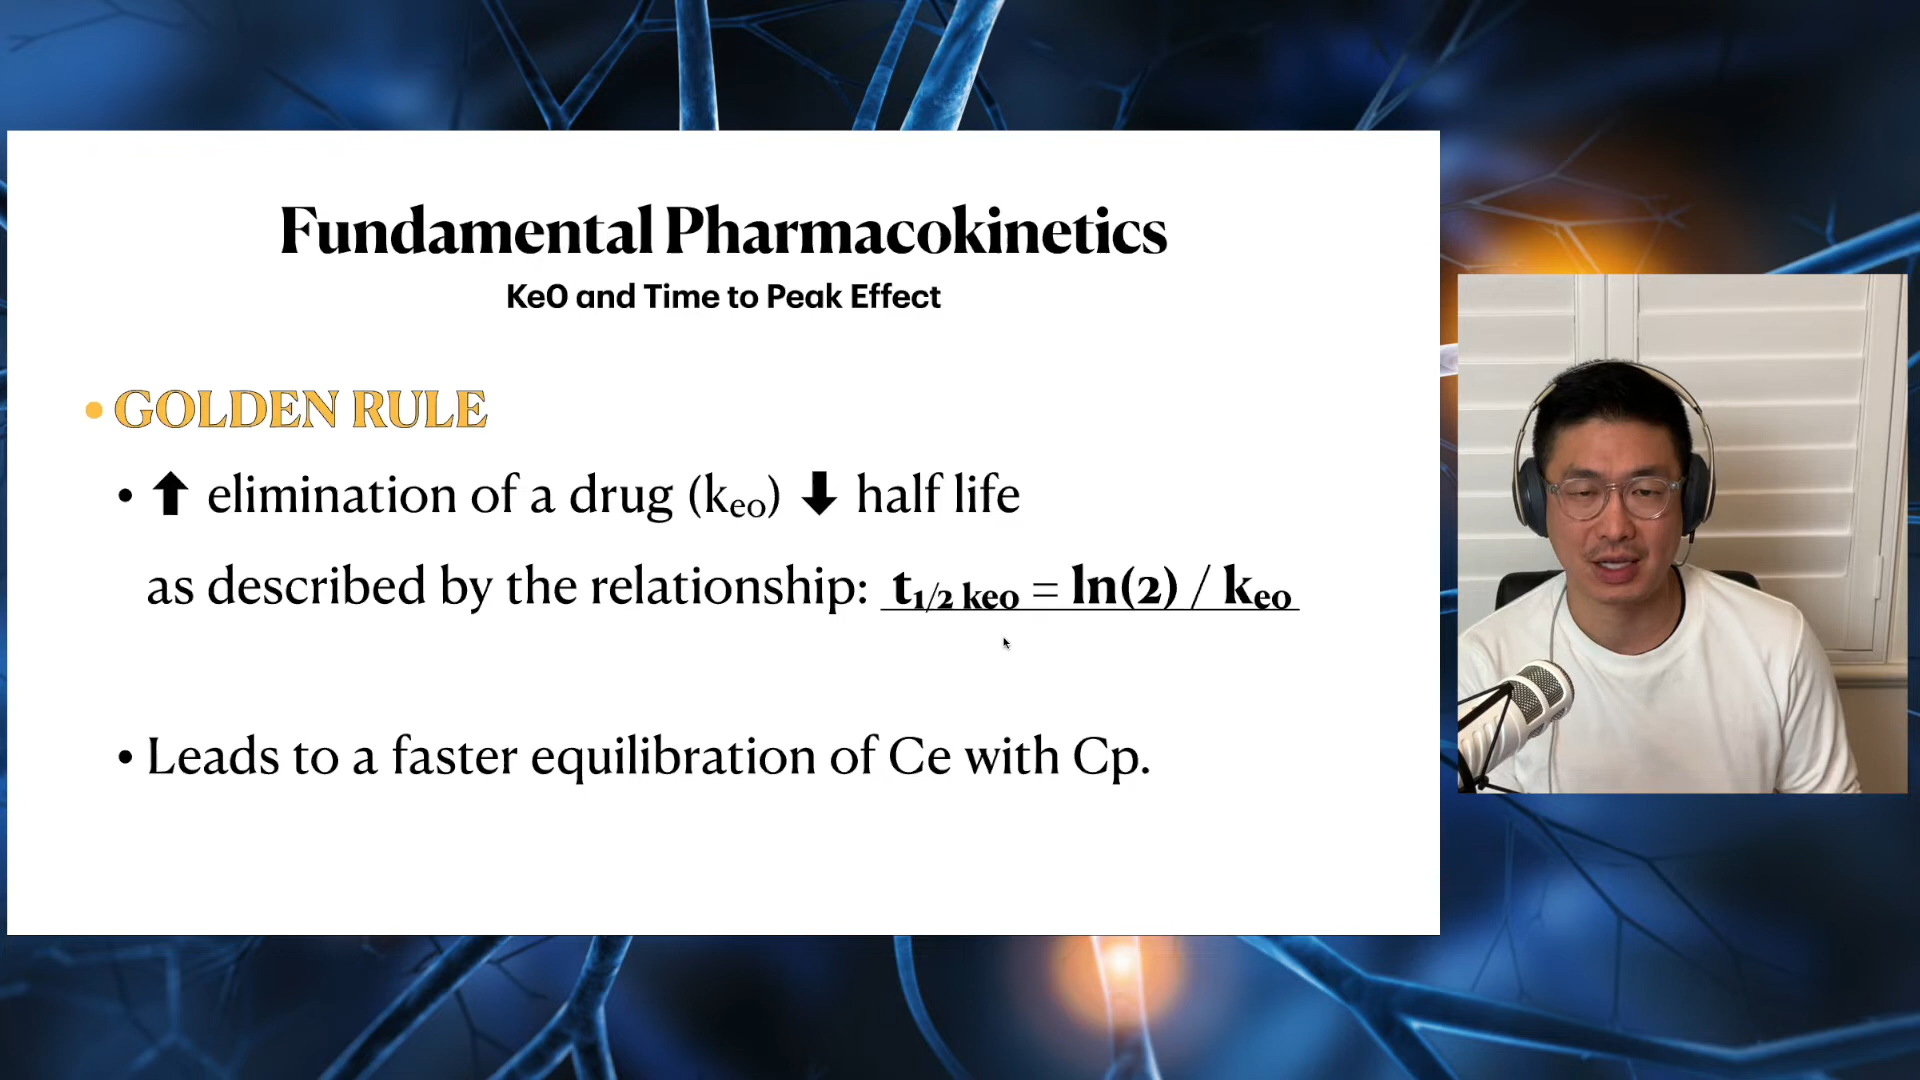 Fundamental Pharmacokinetics
Ke0 and Time to Peak Effect
• GOLDEN RULE
• ⬆ elimination of a drug (keo) ⬇ half life
as described by the relationship: t1/2 keo = ln(2) / keo
• Leads to a faster equilibration of Ce with Cp.